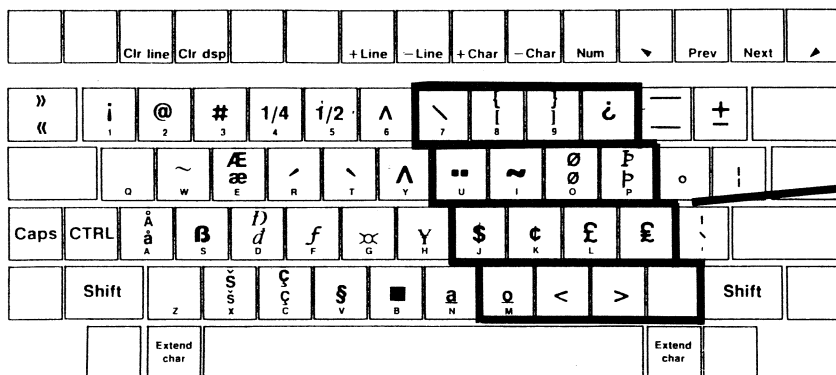 Clr line Clr dsp +Line −Line +Char −Char Num ◥ Prev Next ◢
» ¡ @ # 1/4 1/2 ^ \ { } ¿ — ±
« 1 2 3 4 5 6 7 [ 8 ] 9 —
Q ~ W Æ æ E ´ R ` T ^ Y ¨ U ~ I Ø ø O Þ þ P ° ¦
Caps CTRL Å å A ß S Đ đ D ƒ F ¤ G ¥ H $ J ¢ K £ L ₤ ; ' ` '
Shift Z Š š X Ç ç C § V ■ B a N o M < > Shift
Extend Extend
char char